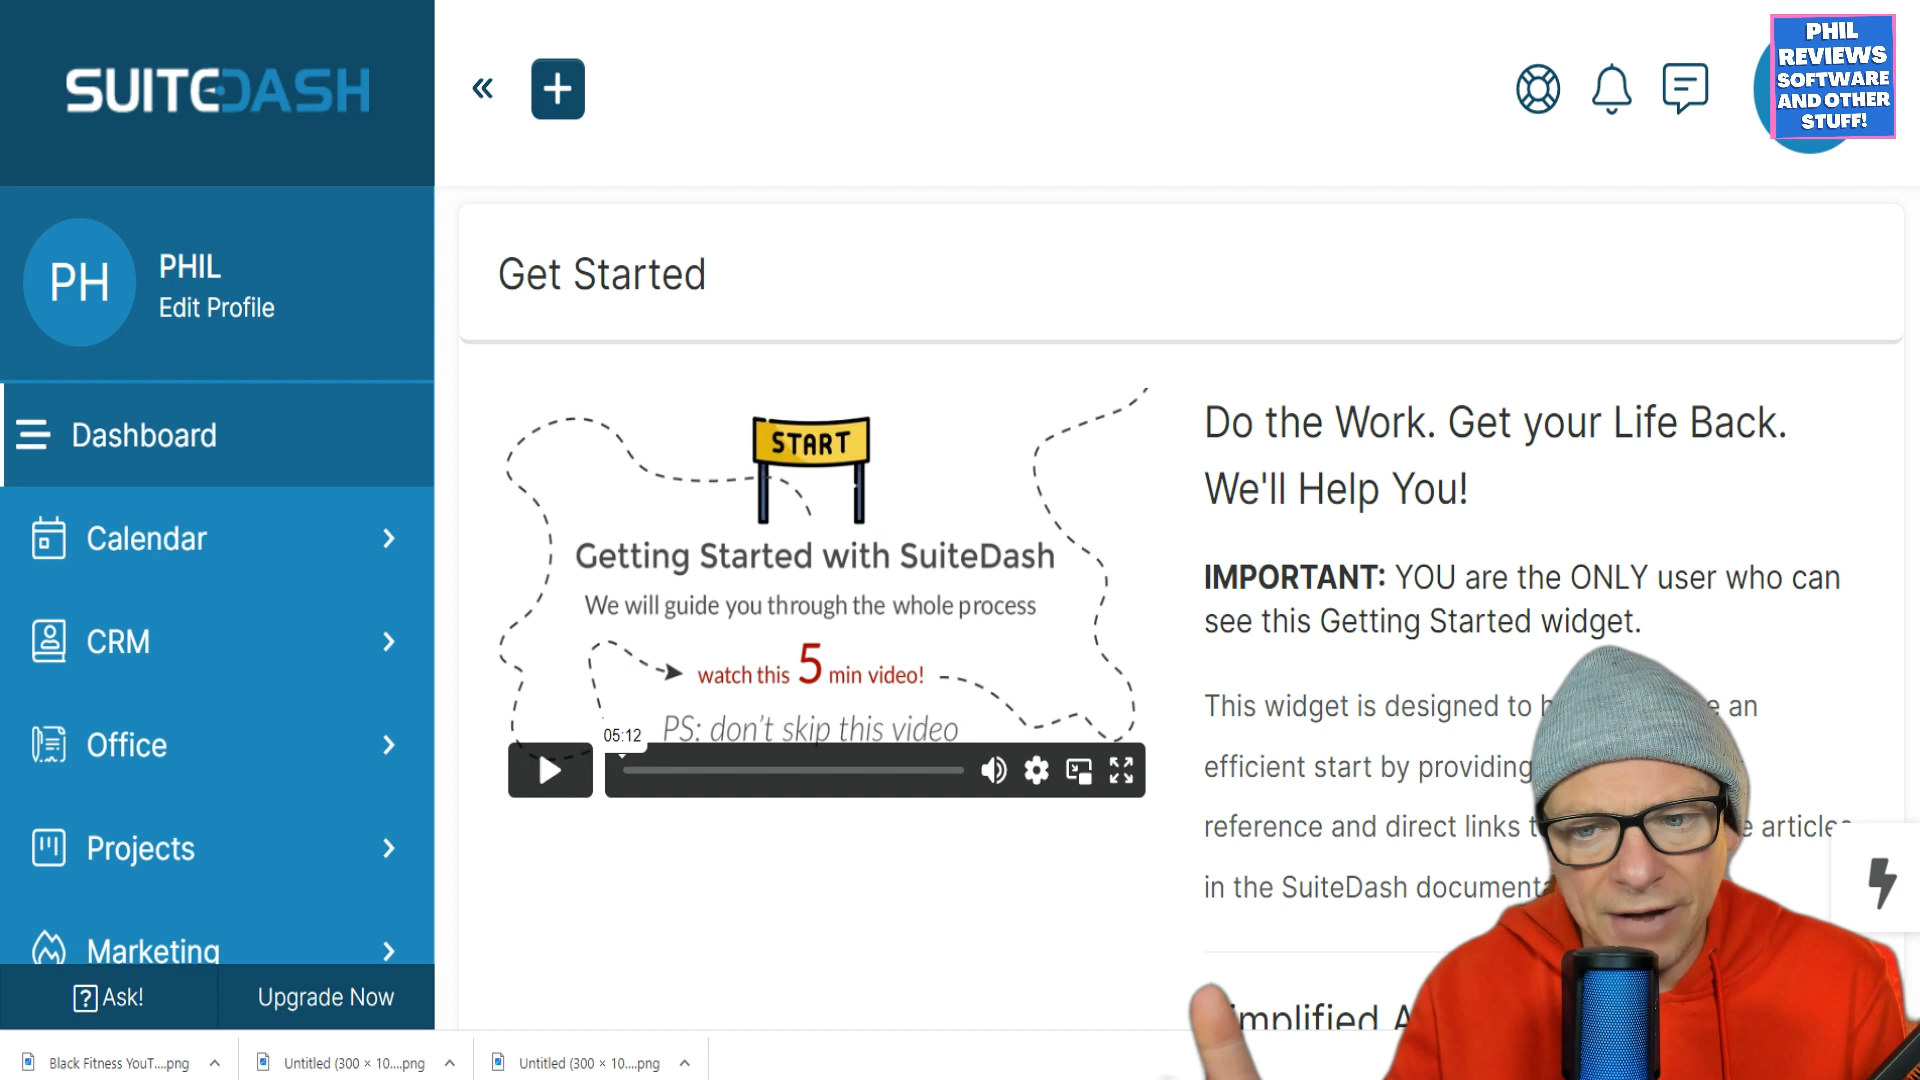 SUITEDASH
PHIL
REVIEWS
SOFTWARE
AND OTHER
STUFF!
PH
PHIL
Edit Profile
Dashboard
Calendar
CRM
Office
Projects
Marketing
?Ask!
Upgrade Now
Get Started
START
Getting Started with SuiteDash
We will guide you through the whole process
watch this 5 min video!
PS: don't skip this video
05:12
Do the Work. Get your Life Back.
We'll Help You!
IMPORTANT: YOU are the ONLY user who can
see this Getting Started widget.
This widget is designed to an
efficient start by providing
reference and direct links articles
in the SuiteDash
Black Fitness YouT....png
Untitled (300 × 10....png
Untitled (300 × 10....png